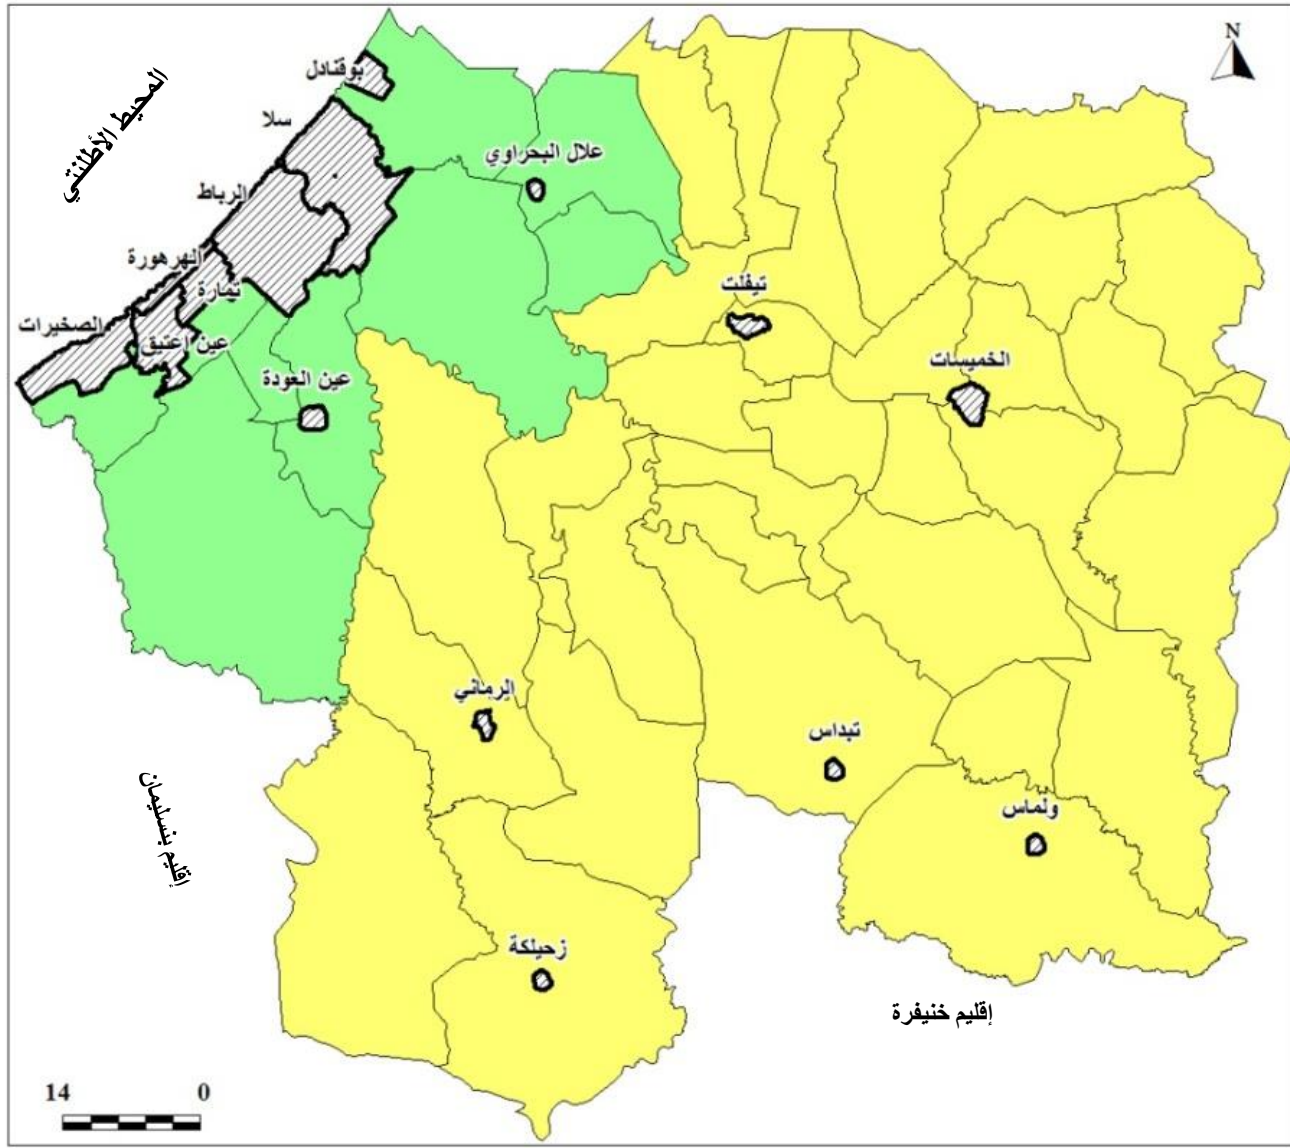 N
بوقنادل
المحيط الأطلنتي
سلا
علال البحراوي
الرباط
الهرهورة
تمارة
تيفلت
الصخيرات
عين اعتيق
الخميسات
عين العودة
الرماني
تيداس
إقليم بنسليمان
ولماس
زحيلكة
إقليم خنيفرة
14 0